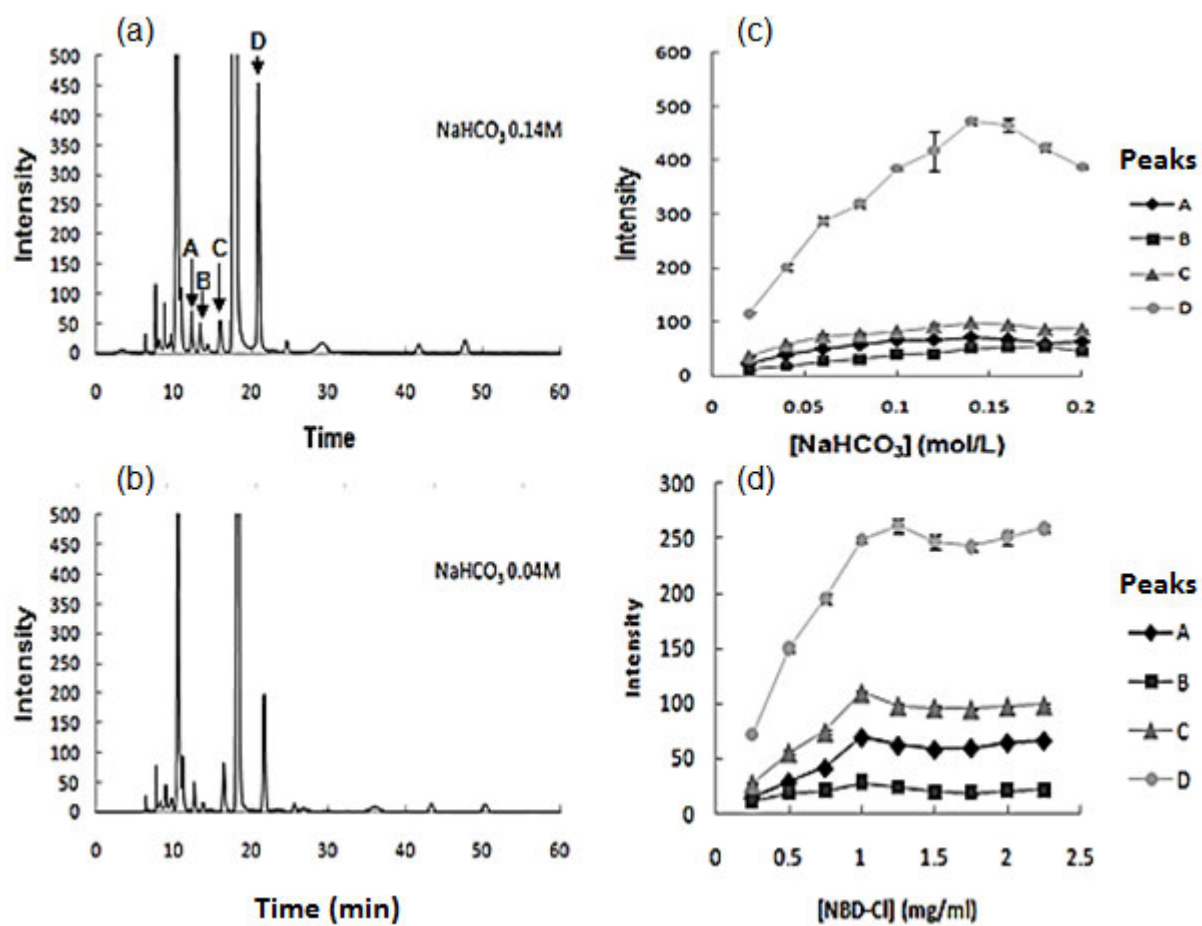 (a)
D
500
450
400
350
300
250
200
150
100
50
0
Intensity
NaHCO3 0.14M
A
B
C
0 10 20 30 40 50 60
Time
(b)
500
450
400
350
300
250
200
150
100
50
0
Intensity
NaHCO3 0.04M
0 10 20 30 40 50 60
Time (min)
(c)
600
500
400
300
200
100
0
Intensity
0 0.05 0.1 0.15 0.2
[NaHCO3] (mol/L)
Peaks
A
B
C
D
(d)
300
250
200
150
100
50
0
Intensity
0 0.5 1 1.5 2 2.5
[NBD-Cl] (mg/ml]
Peaks
A
B
C
D